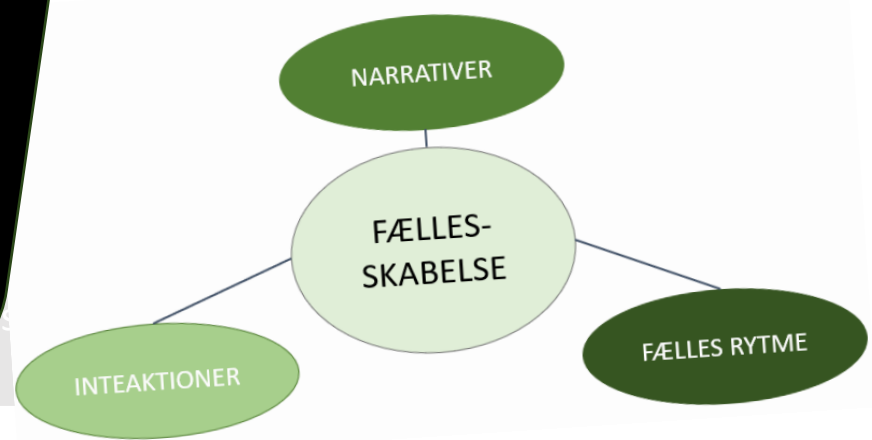 NARRATIVER
FÆLLES-
SKABELSE
INTEAKTIONER
FÆLLES RYTME